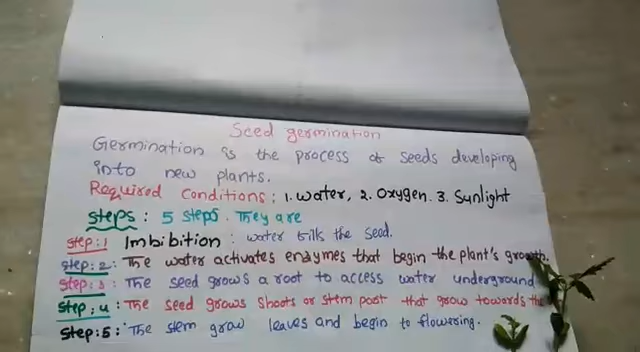 Seed germination
Germination is the process of seeds developing
into new plants.
Required Conditions: 1. water, 2. Oxygen. 3. Sunlight
Steps: 5 steps. They are
Step:1 Imbibition: water fills the seed.
Step:2: The water activates enzymes that begin the plant's growth.
Step:3: The seed grows a root to access water underground
Step:4: The seed grows shoots or stem part that grow towards the
Step:5: The stem grow leaves and begin to flowering.